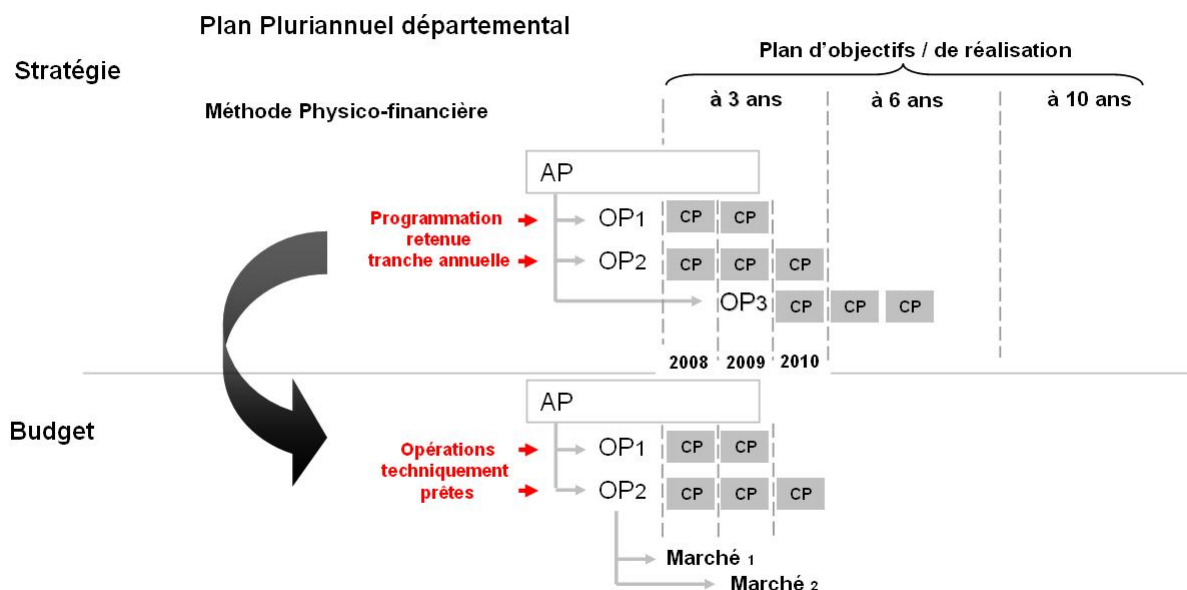 Plan Pluriannuel départemental
Plan d'objectifs / de réalisation
Stratégie
à 3 ans
à 6 ans
à 10 ans
Méthode Physico-financière
AP
Programmation
retenue
tranche annuelle
OP1 CP CP
OP2 CP CP CP
OP3 CP CP CP
2008 2009 2010
Budget
AP
Opérations
techniquement
prêtes
OP1 CP CP
OP2 CP CP CP
Marché 1
Marché 2